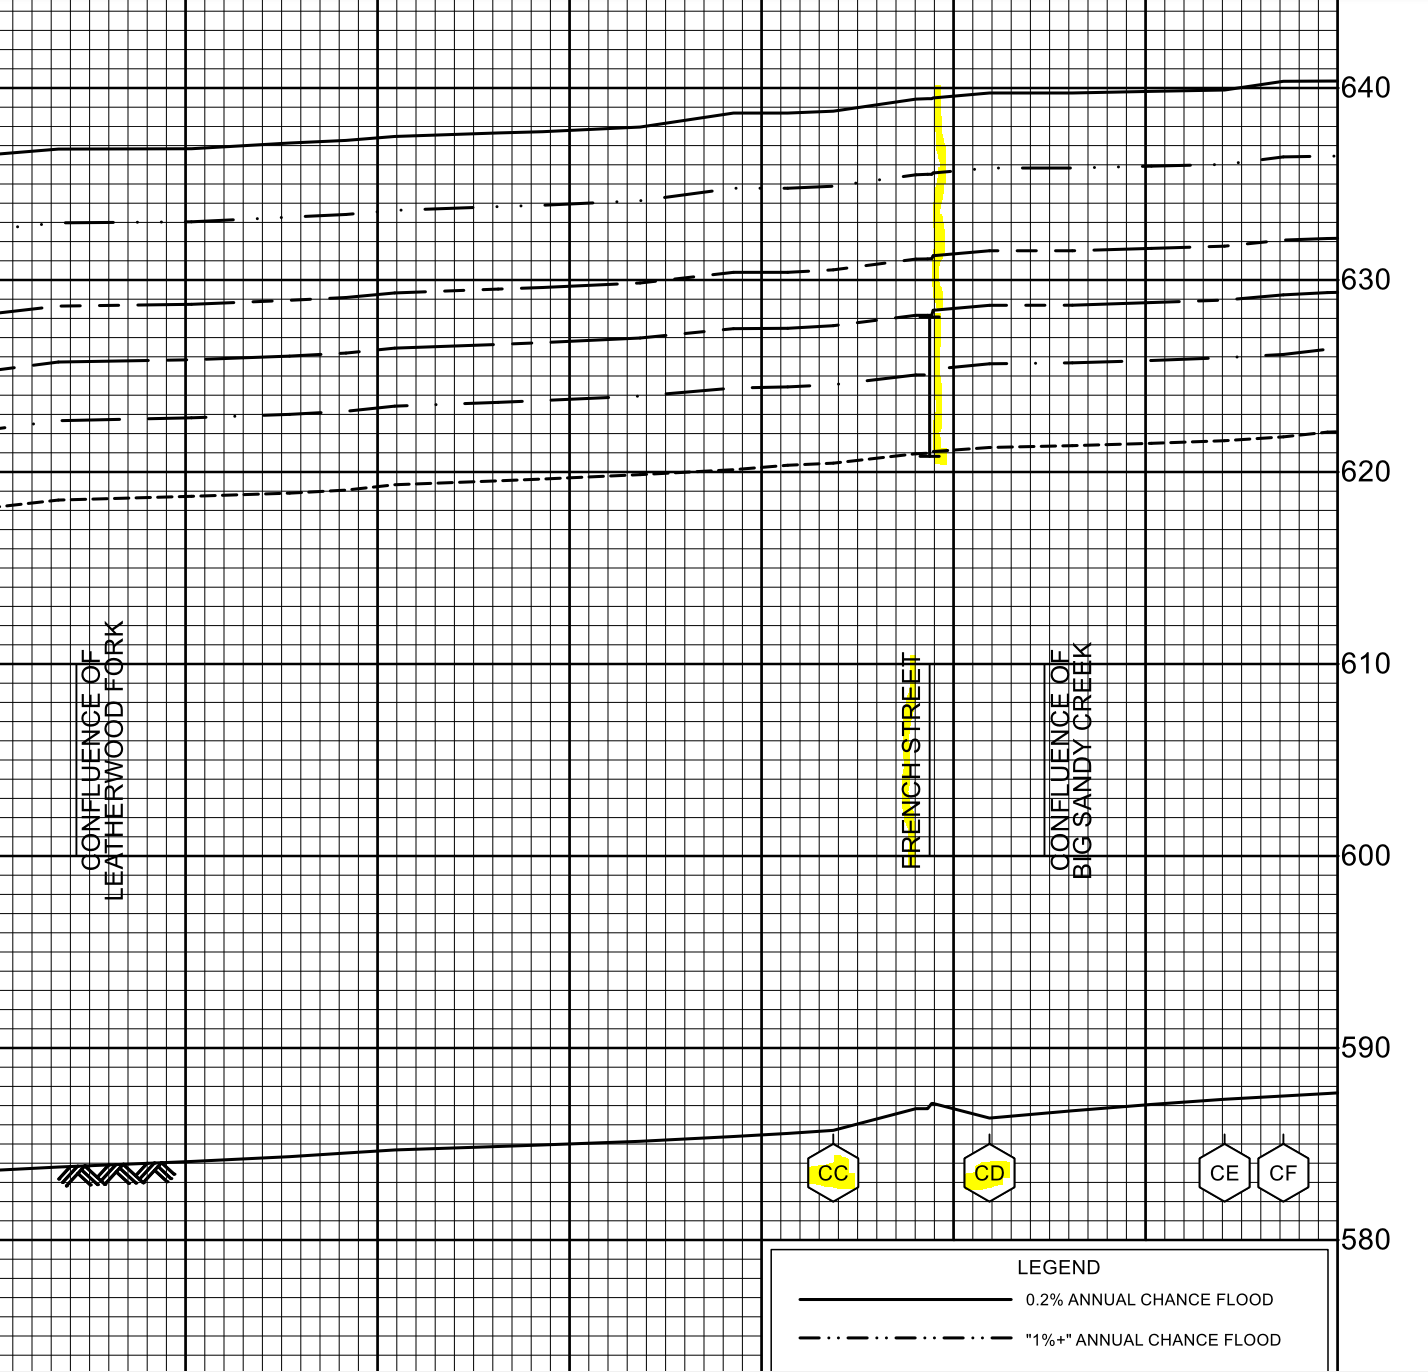 640
630
620
610
600
590
580
CONFLUENCE OF
LEATHERWOOD FORK
FRENCH STREET
CONFLUENCE OF
BIG SANDY CREEK
CC
CD
CE
CF
LEGEND
0.2% ANNUAL CHANCE FLOOD
"1%+" ANNUAL CHANCE FLOOD